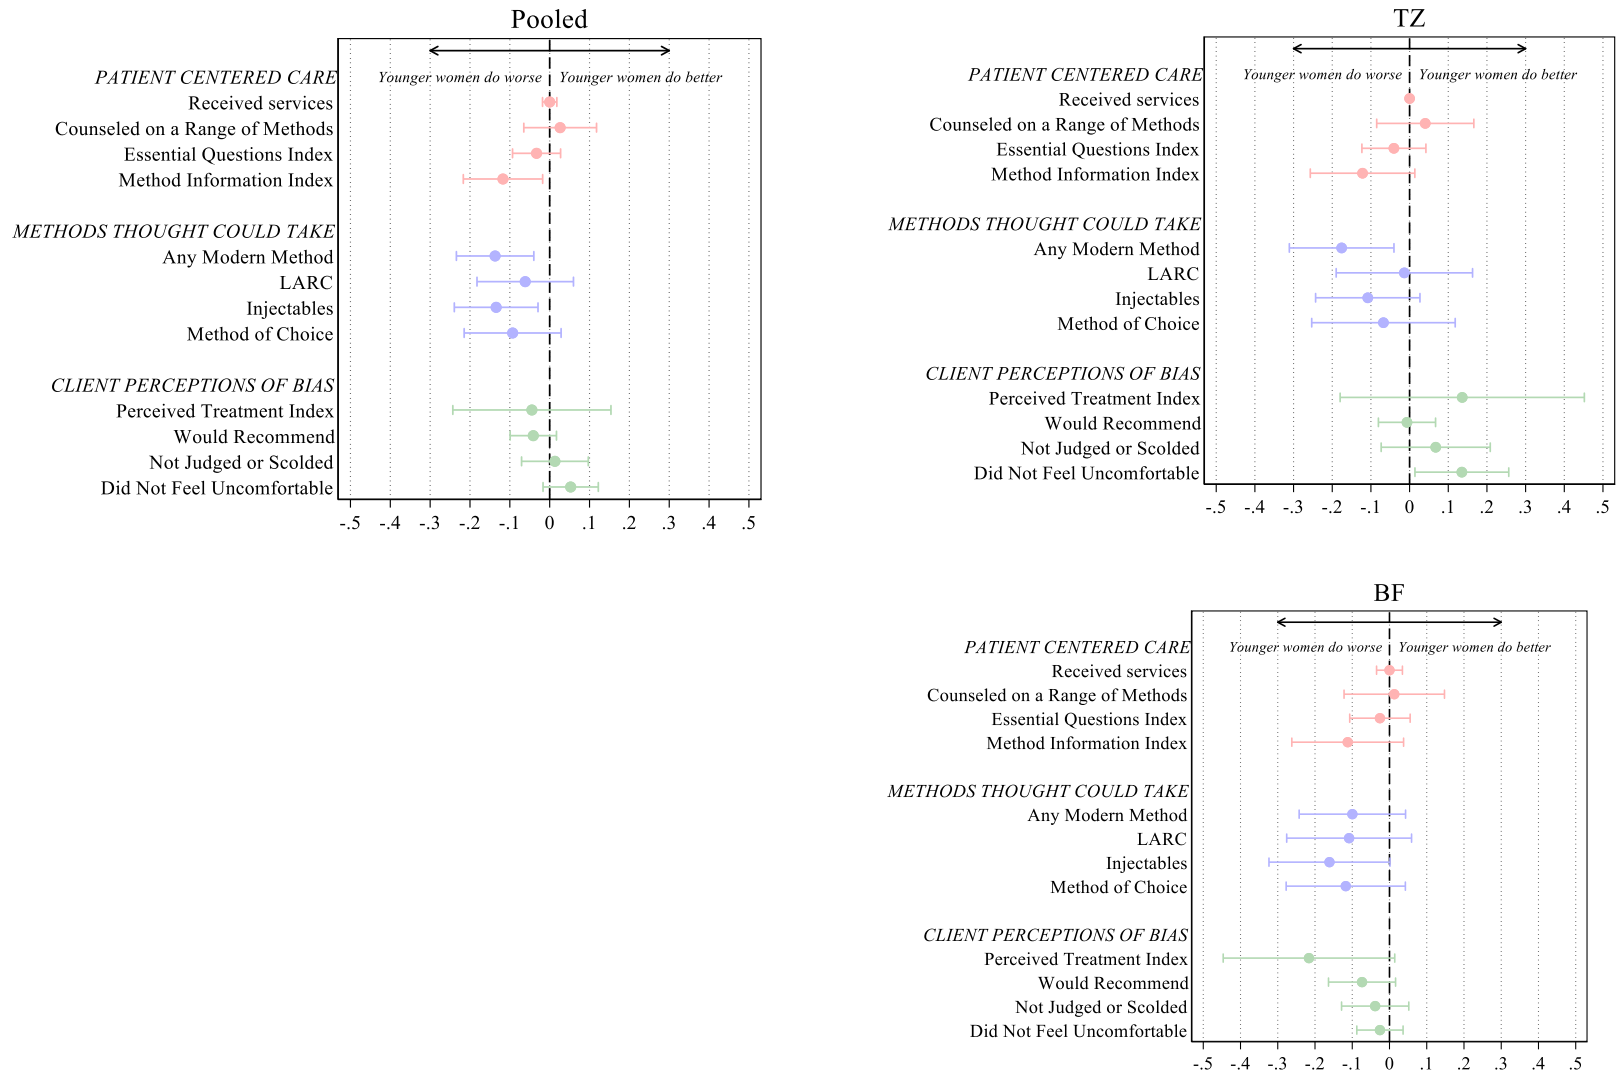 Pooled
Younger women do worse Younger women do better
PATIENT CENTERED CARE
Received services
Counseled on a Range of Methods
Essential Questions Index
Method Information Index
METHODS THOUGHT COULD TAKE
Any Modern Method
LARC
Injectables
Method of Choice
CLIENT PERCEPTIONS OF BIAS
Perceived Treatment Index
Would Recommend
Not Judged or Scolded
Did Not Feel Uncomfortable
-.5 -.4 -.3 -.2 -.1 0 .1 .2 .3 .4 .5
TZ
Younger women do worse Younger women do better
PATIENT CENTERED CARE
Received services
Counseled on a Range of Methods
Essential Questions Index
Method Information Index
METHODS THOUGHT COULD TAKE
Any Modern Method
LARC
Injectables
Method of Choice
CLIENT PERCEPTIONS OF BIAS
Perceived Treatment Index
Would Recommend
Not Judged or Scolded
Did Not Feel Uncomfortable
-.5 -.4 -.3 -.2 -.1 0 .1 .2 .3 .4 .5
BF
Younger women do worse Younger women do better
PATIENT CENTERED CARE
Received services
Counseled on a Range of Methods
Essential Questions Index
Method Information Index
METHODS THOUGHT COULD TAKE
Any Modern Method
LARC
Injectables
Method of Choice
CLIENT PERCEPTIONS OF BIAS
Perceived Treatment Index
Would Recommend
Not Judged or Scolded
Did Not Feel Uncomfortable
-.5 -.4 -.3 -.2 -.1 0 .1 .2 .3 .4 .5